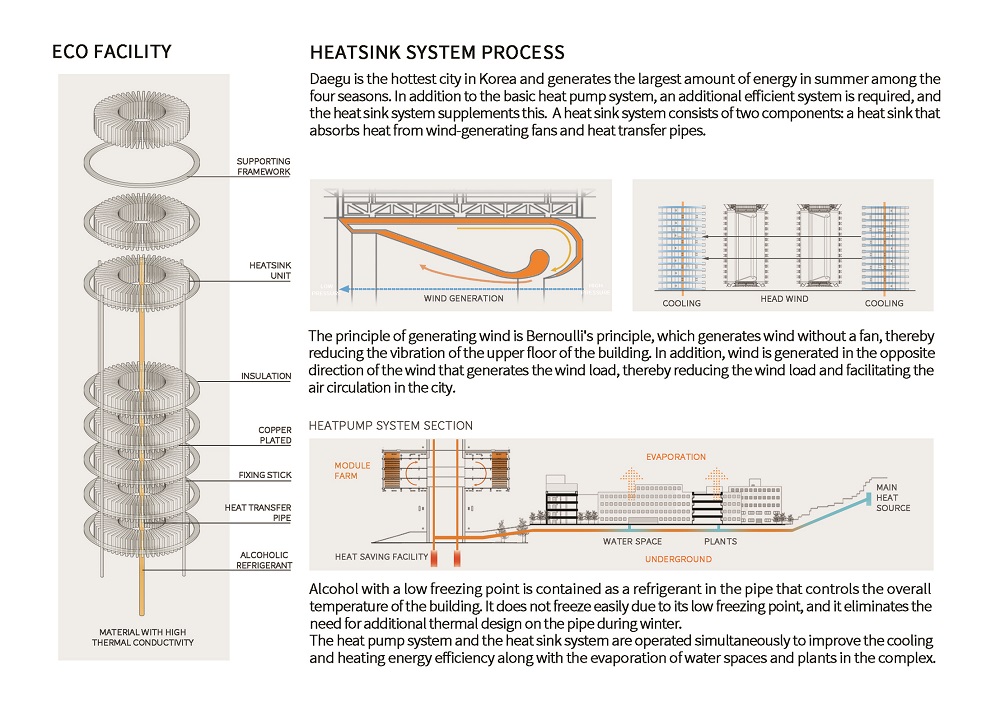 ECO FACILITY
SUPPORTING
FRAMEWORK
HEATSINK
UNIT
INSULATION
COPPER
PLATED
FIXING STICK
HEAT TRANSFER
PIPE
ALCOHOLIC
REFRIGERANT
MATERIAL WITH HIGH
THERMAL CONDUCTIVITY
HEATSINK SYSTEM PROCESS
Daegu is the hottest city in Korea and generates the largest amount of energy in summer among the
four seasons. In addition to the basic heat pump system, an additional efficient system is required, and
the heat sink system supplements this. A heat sink system consists of two components: a heat sink that
absorbs heat from wind-generating fans and heat transfer pipes.
WIND GENERATION
COOLING
HEAD WIND
COOLING
The principle of generating wind is Bernoulli's principle, which generates wind without a fan, thereby
reducing the vibration of the upper floor of the building. In addition, wind is generated in the opposite
direction of the wind that generates the wind load, thereby reducing the wind load and facilitating the
air circulation in the city.
HEATPUMP SYSTEM SECTION
MODULE
FARM
EVAPORATION
MAIN
HEAT
SOURCE
HEAT SAVING FACILITY
WATER SPACE
PLANTS
UNDERGROUND
Alcohol with a low freezing point is contained as a refrigerant in the pipe that controls the overall
temperature of the building. It does not freeze easily due to its low freezing point, and it eliminates the
need for additional thermal design on the pipe during winter.
The heat pump system and the heat sink system are operated simultaneously to improve the cooling
and heating energy efficiency along with the evaporation of water spaces and plants in the complex.